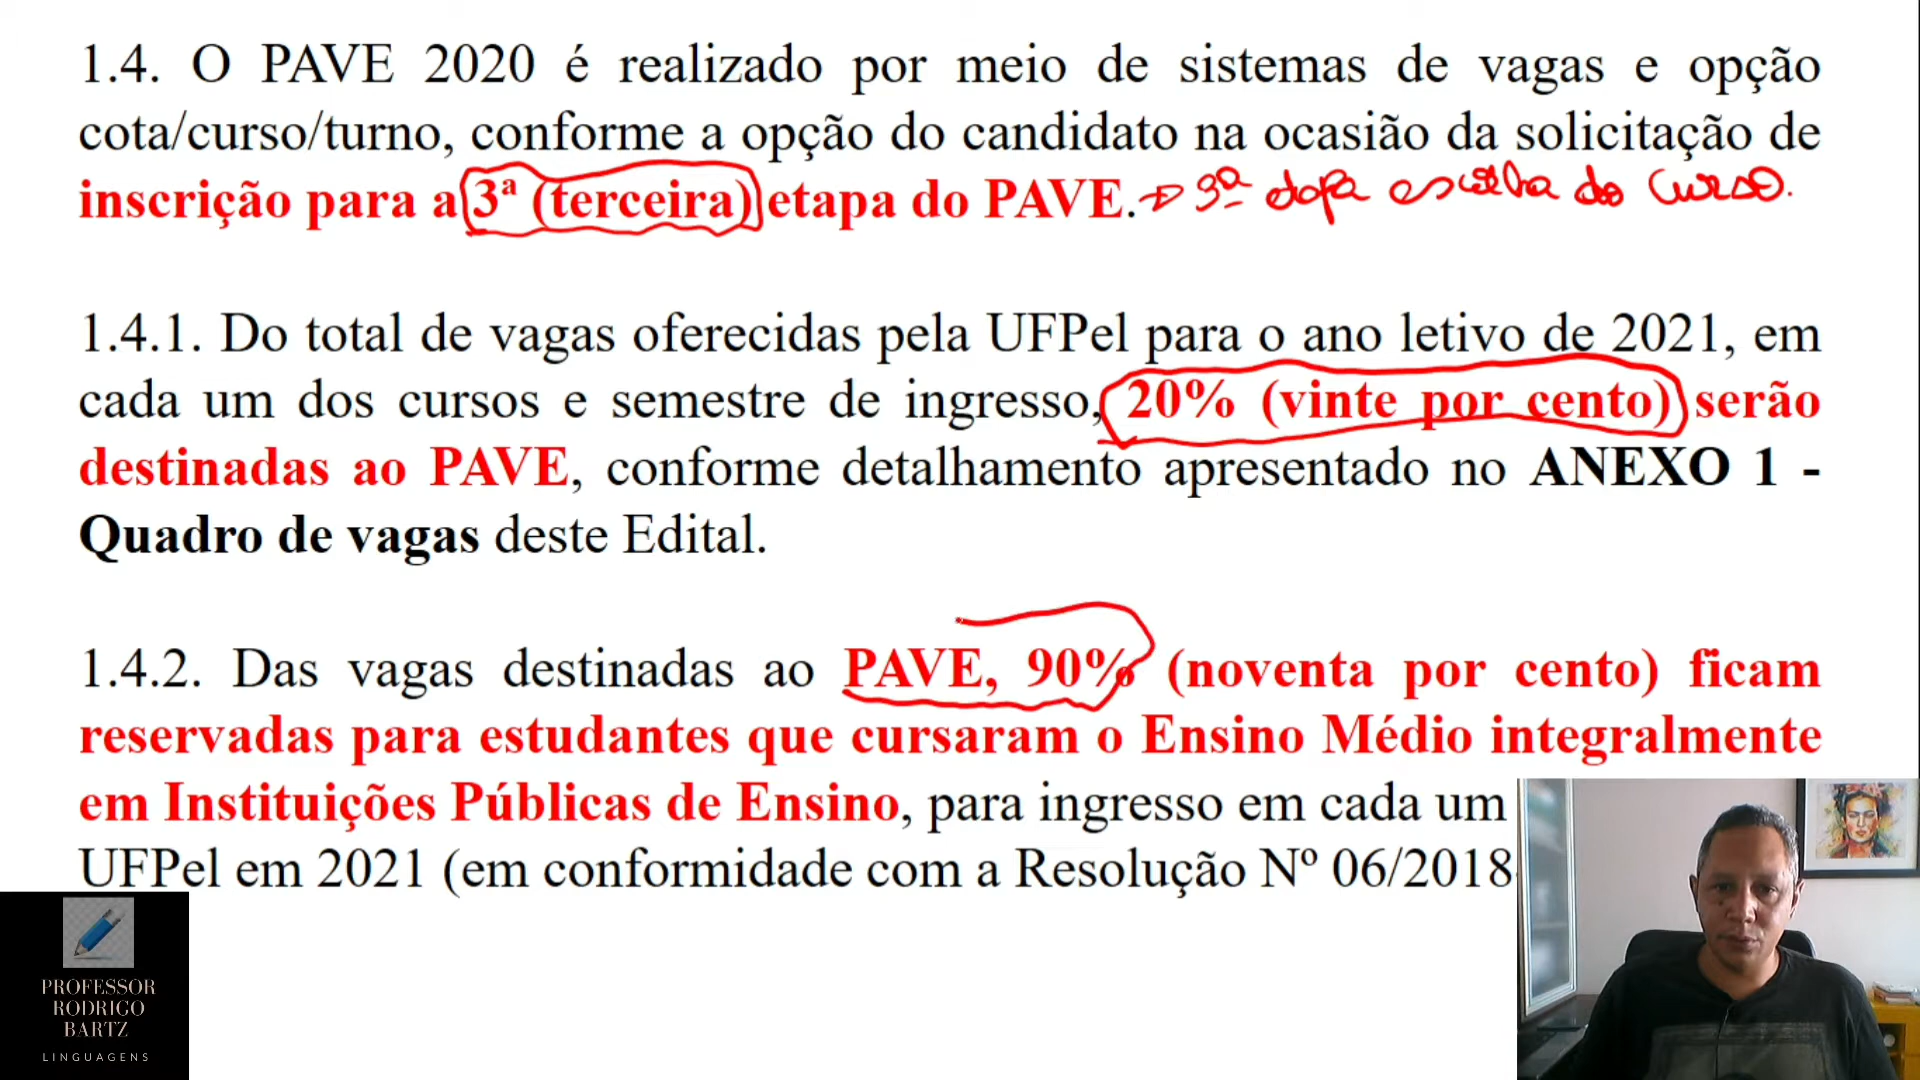 1.4. O PAVE 2020 é realizado por meio de sistemas de vagas e opção
cota/curso/turno, conforme a opção do candidato na ocasião da solicitação de
inscrição para a 3ª (terceira) etapa do PAVE. → 3ª etapa escolha do curso.
1.4.1. Do total de vagas oferecidas pela UFPel para o ano letivo de 2021, em
cada um dos cursos e semestre de ingresso, 20% (vinte por cento) serão
destinadas ao PAVE, conforme detalhamento apresentado no ANEXO 1 -
Quadro de vagas deste Edital.
1.4.2. Das vagas destinadas ao PAVE, 90% (noventa por cento) ficam
reservadas para estudantes que cursaram o Ensino Médio integralmente
em Instituições Públicas de Ensino, para ingresso em cada um
UFPel em 2021 (em conformidade com a Resolução Nº 06/2018
PROFESSOR
RODRIGO
BARTZ
LINGUAGENS